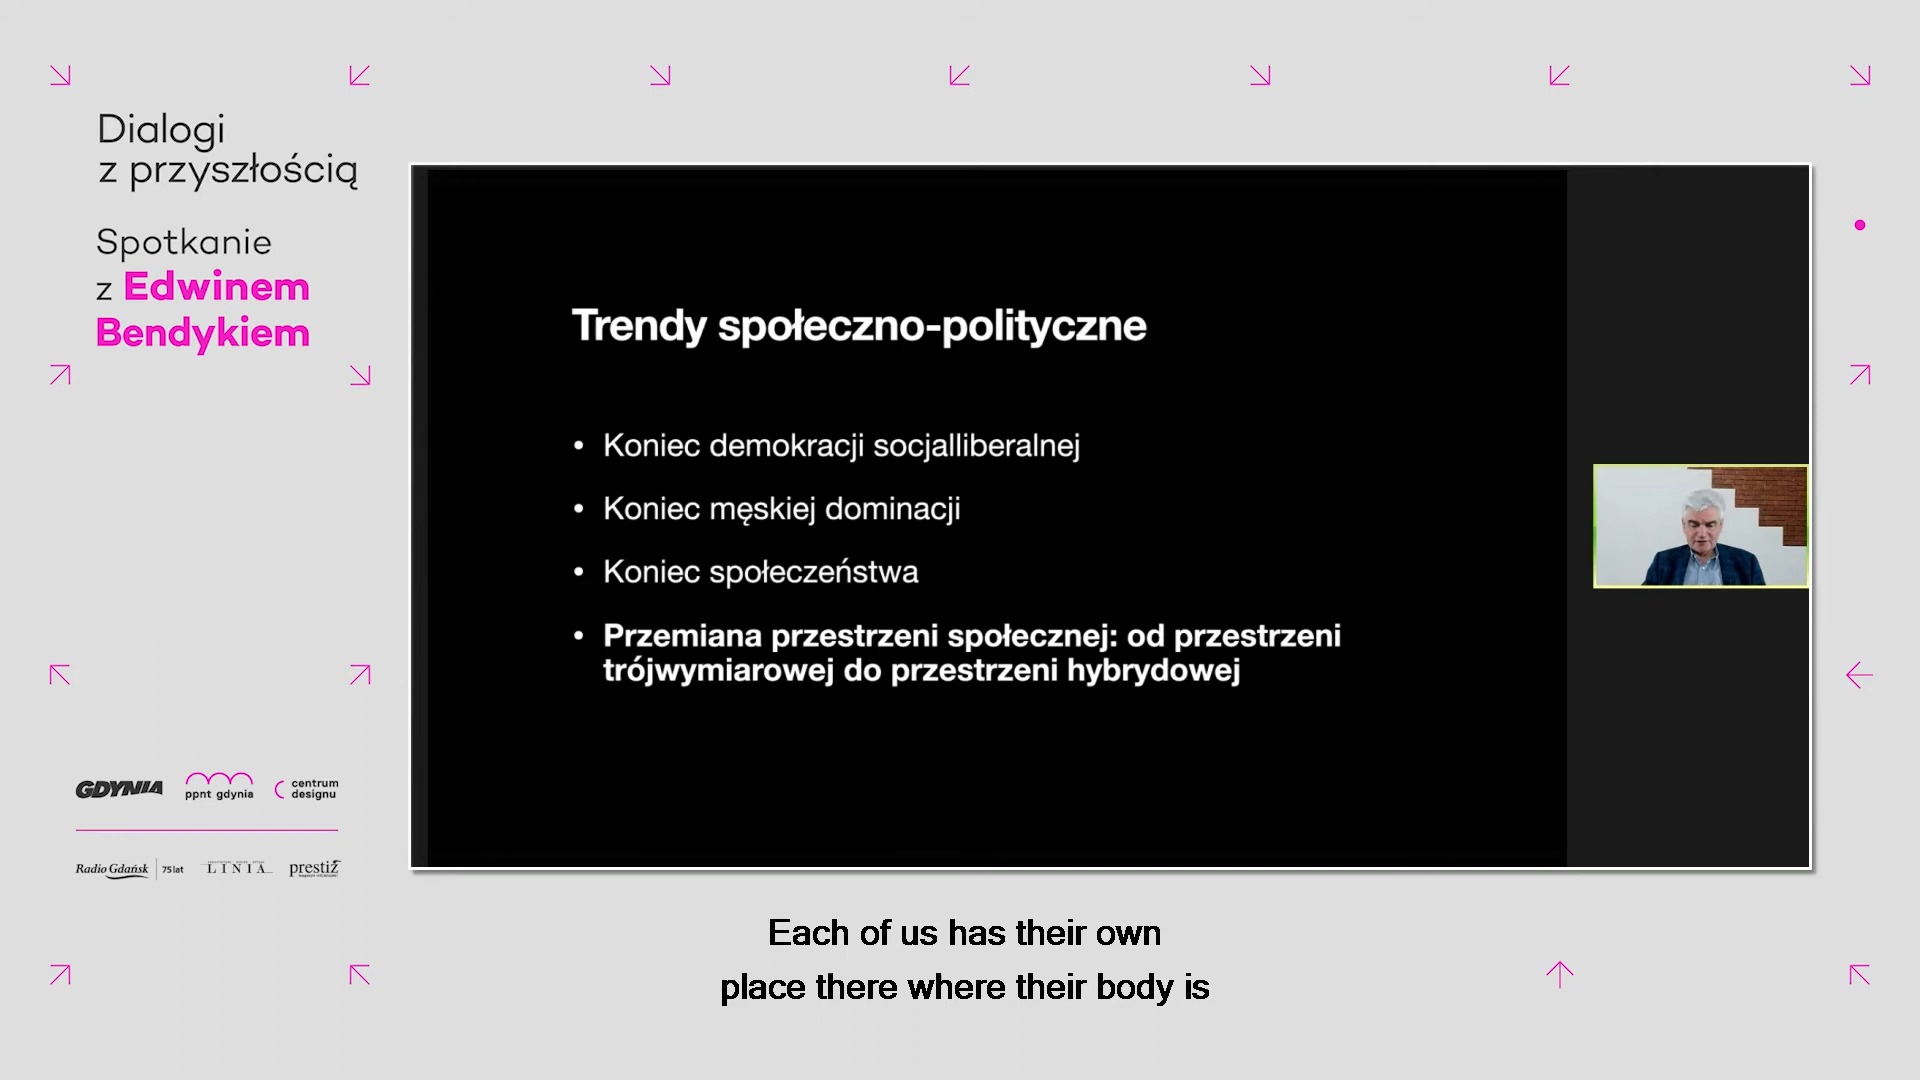 Dialogi
z przyszłością
Spotkanie
z Edwinem
Bendykiem
Trendy społeczno-polityczne
• Koniec demokracji socjalliberalnej
• Koniec męskiej dominacji
• Koniec społeczeństwa
• Przemiana przestrzeni społecznej: od przestrzeni
trójwymiarowej do przestrzeni hybrydowej
GDYNIA
ppnt gdynia
centrum
designu
Radio Gdańsk
75 lat
LINIA
prestiż
Each of us has their own
place there where their body is